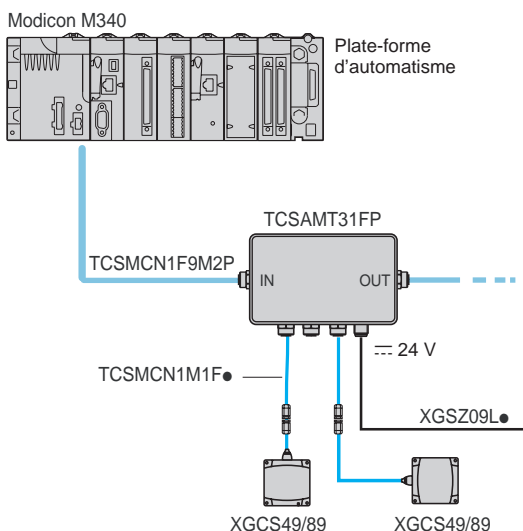 Modicon M340
Plate-forme
d'automatisme
TCSAMT31FP
TCSMCN1F9M2P
IN
OUT
24 V
TCSMCN1M1F●
XGSZ09L●
XGCS49/89
XGCS49/89